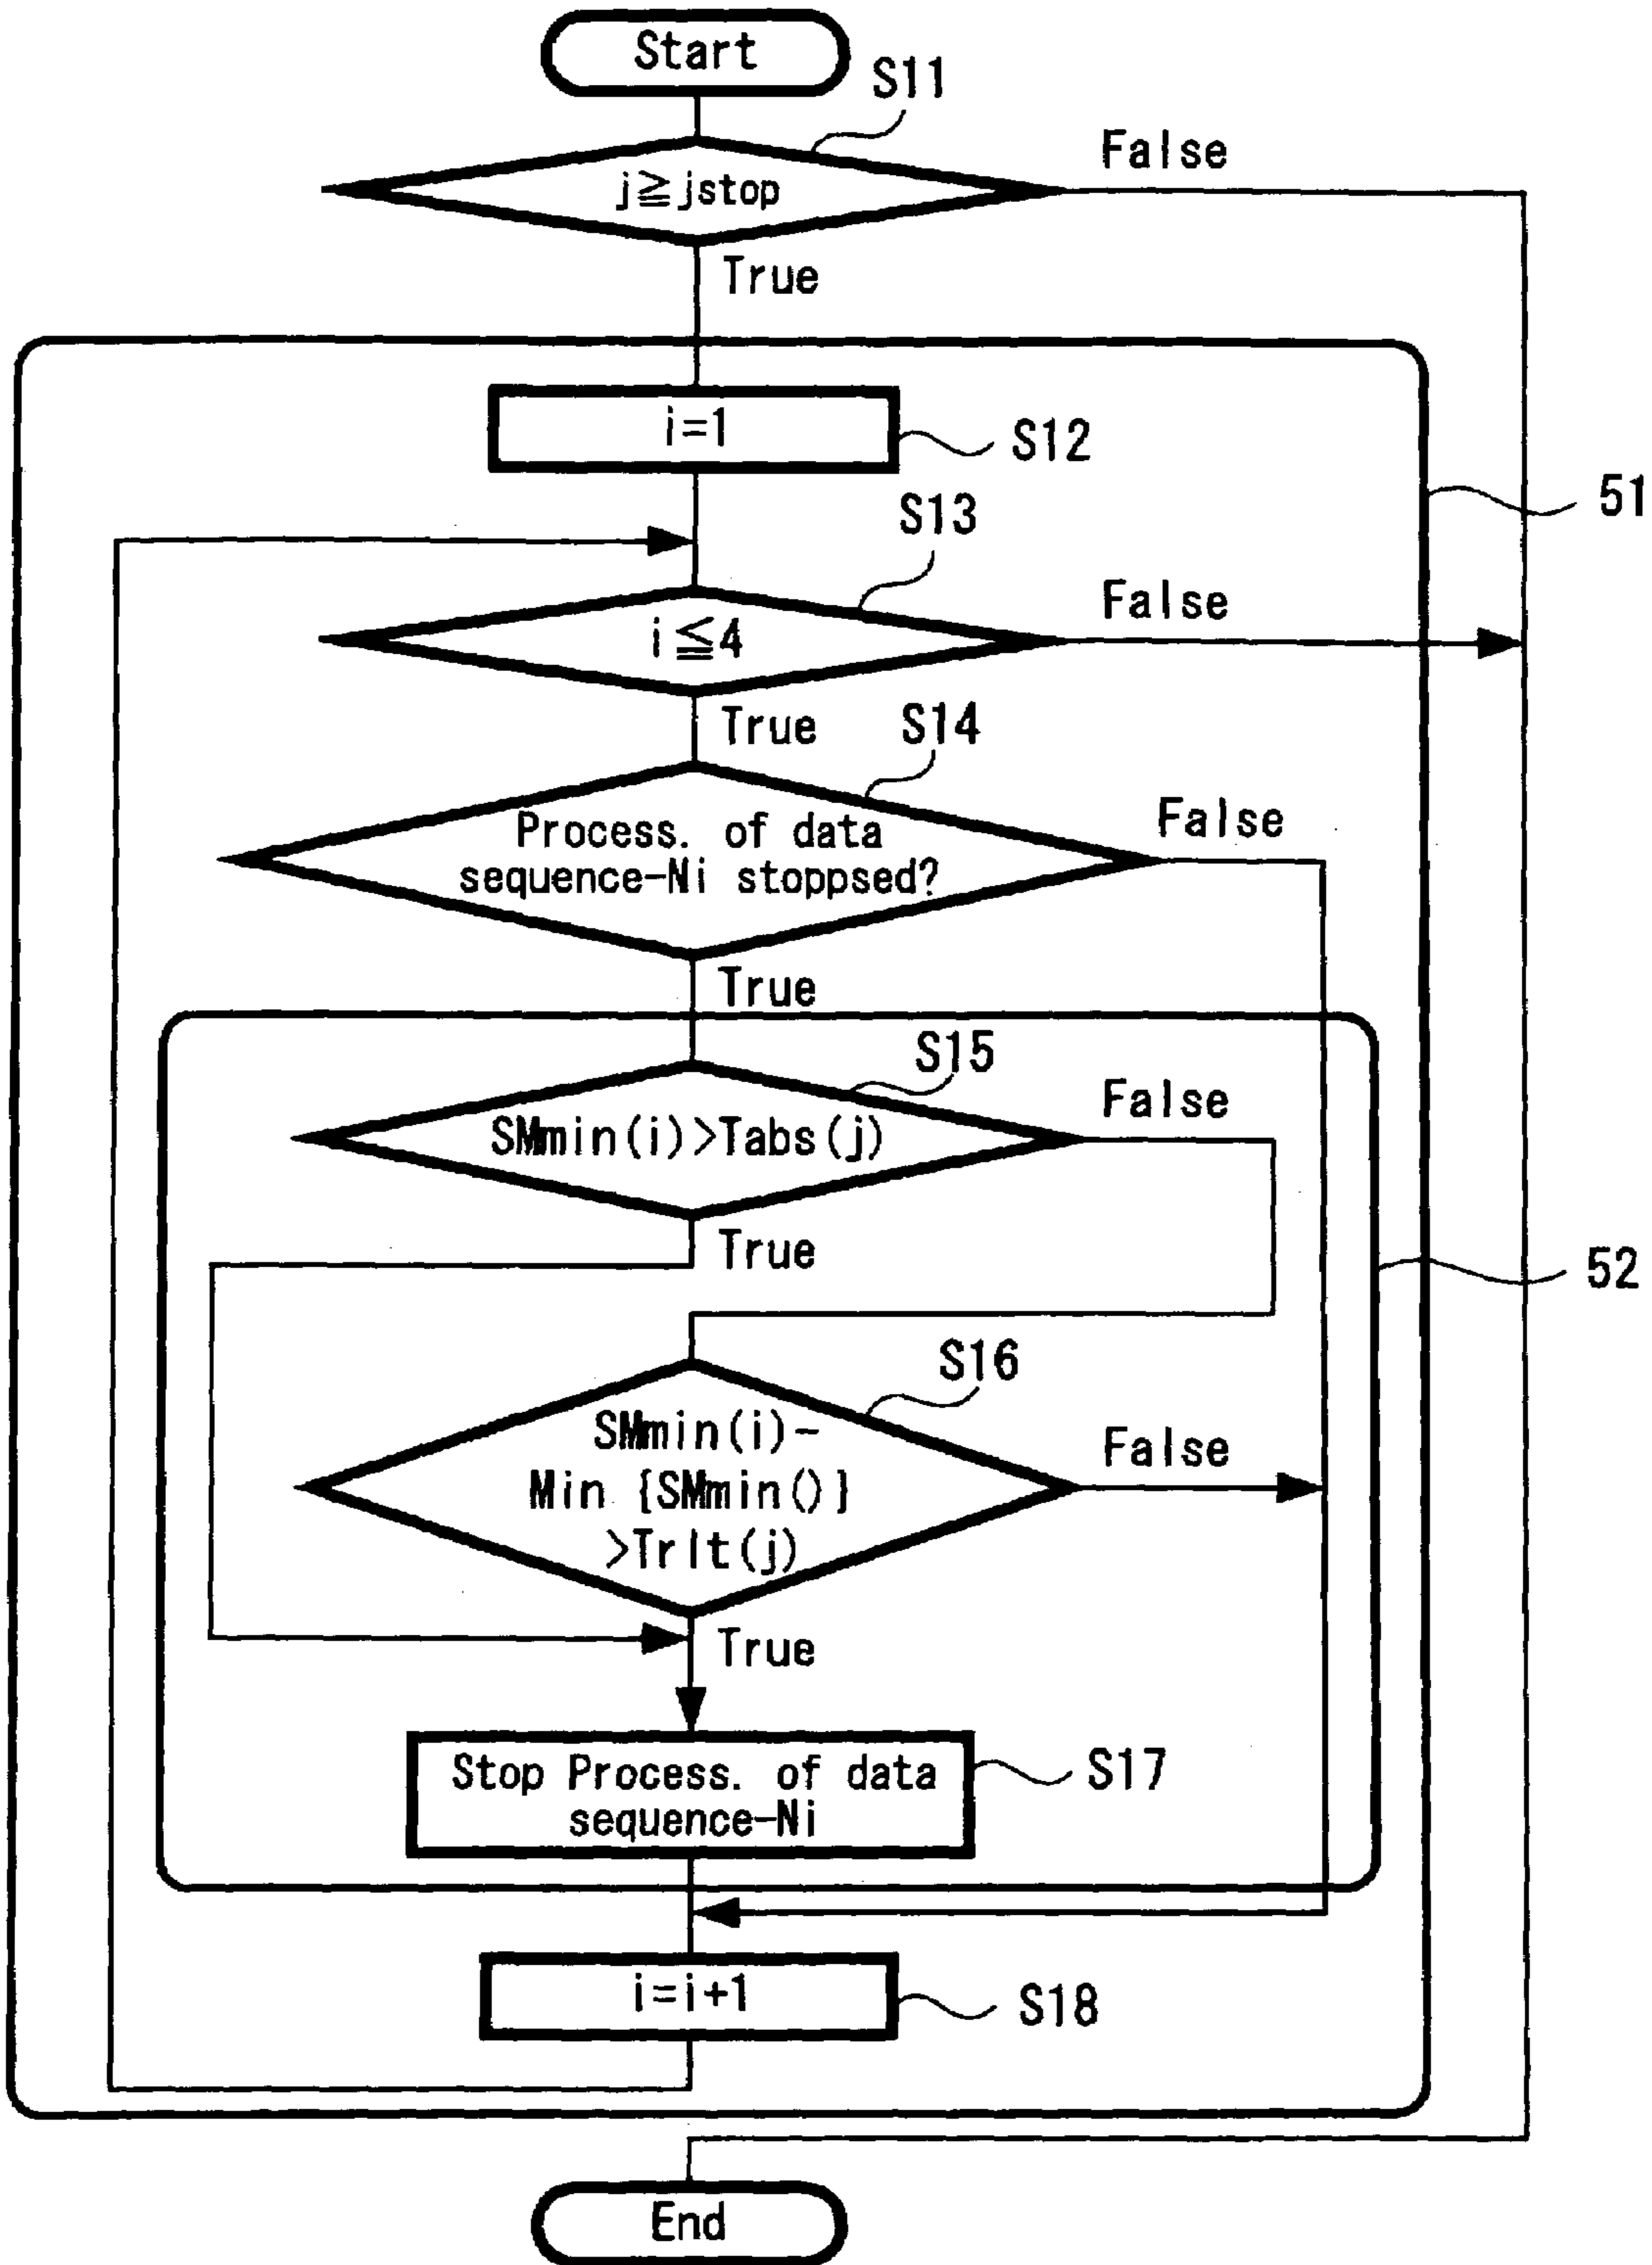 Start
S11
False
j≧jstop
True
i=1
S12
51
S13
False
i≦4
True
S14
False
Process. of data
sequence-Ni stoppsed?
True
S15
False
SMmin(i)>Tabs(j)
True
52
S16
SMmin(i)-
False
Min {SMmin()}
>Trlt(j)
True
Stop Process. of data
sequence-Ni
S17
i=i+1
S18
End